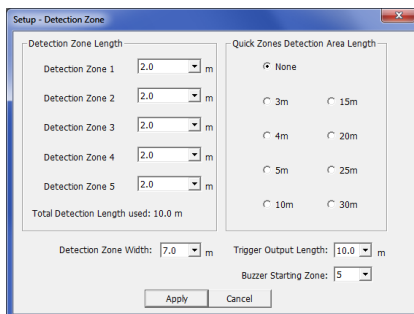 Setup - Detection Zone
Detection Zone Length
Detection Zone 1 2.0 m
Detection Zone 2 2.0 m
Detection Zone 3 2.0 m
Detection Zone 4 2.0 m
Detection Zone 5 2.0 m
Total Detection Length used: 10.0 m
Quick Zones Detection Area Length
None
3m 15m
4m 20m
5m 25m
10m 30m
Detection Zone Width: 7.0 m Trigger Output Length: 10.0 m
Buzzer Starting Zone: 5
Apply Cancel